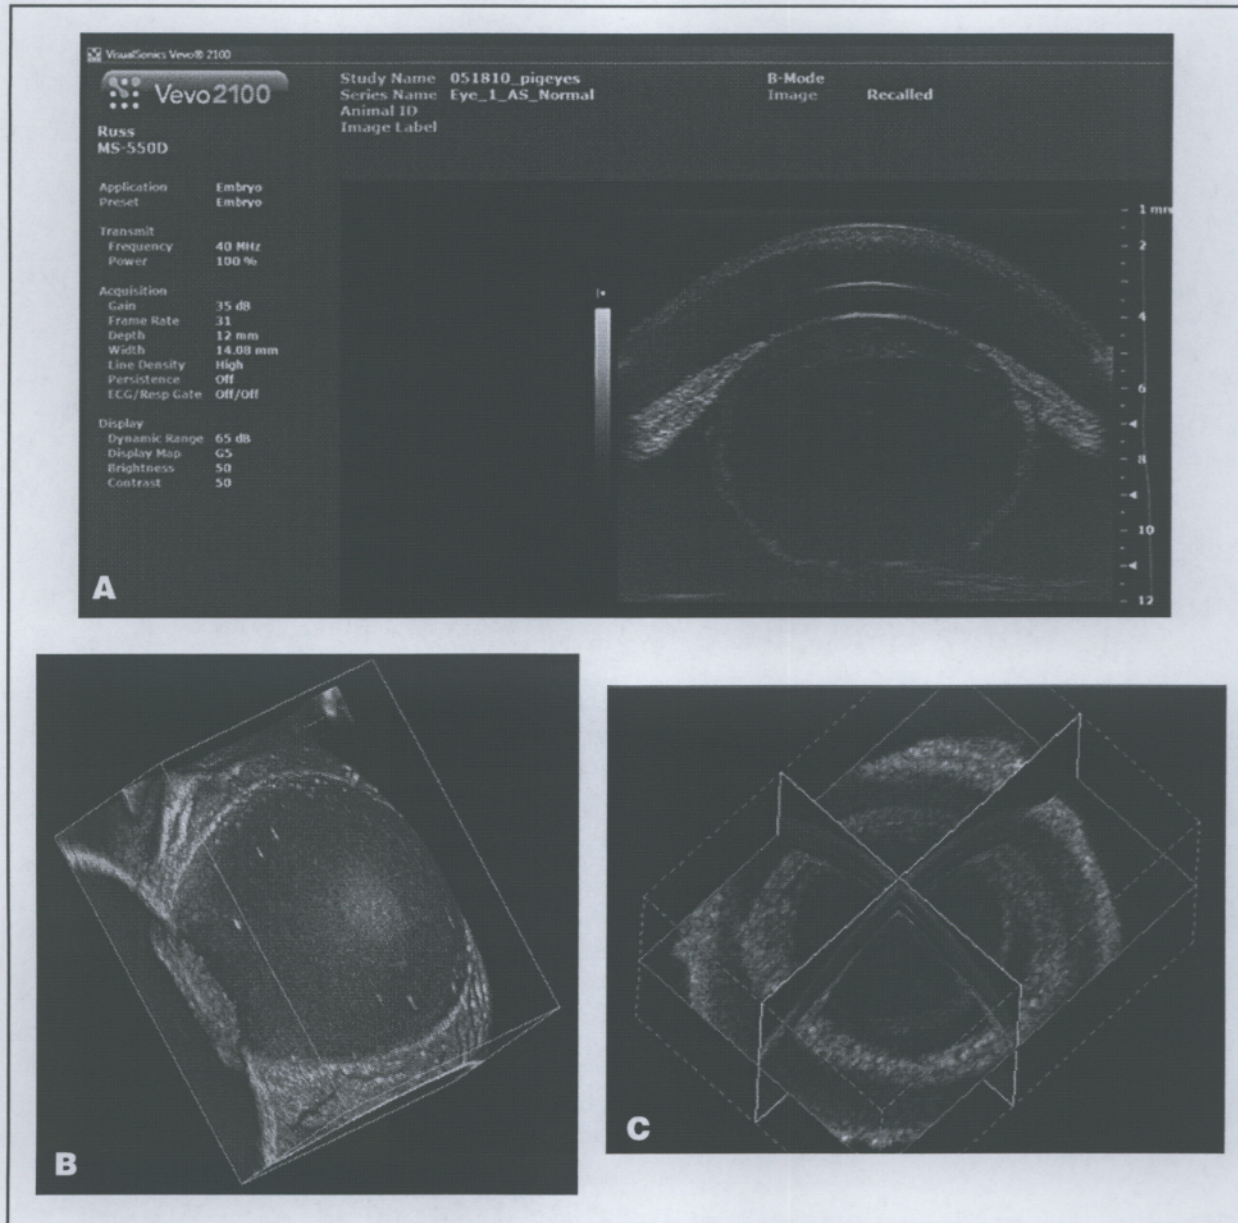 VisualSonics Vevo® 2100
Vevo 2100
Russ
MS-550D
Study Name 051810_pigeyes
Series Name Eye_1_AS_Normal
Animal ID
Image Label
B-Mode
Image Recalled
Application Embryo
Preset Embryo
Transmit
Frequency 40 MHz
Power 100 %
Acquisition
Gain 35 dB
Frame Rate 31
Depth 12 mm
Width 14.08 mm
Line Density High
Persistence Off
ECG/Resp Gate Off/Off
Display
Dynamic Range 65 dB
Display Map G5
Brightness 50
Contrast 50
1 mm
2
4
6
8
10
12
A
B
C